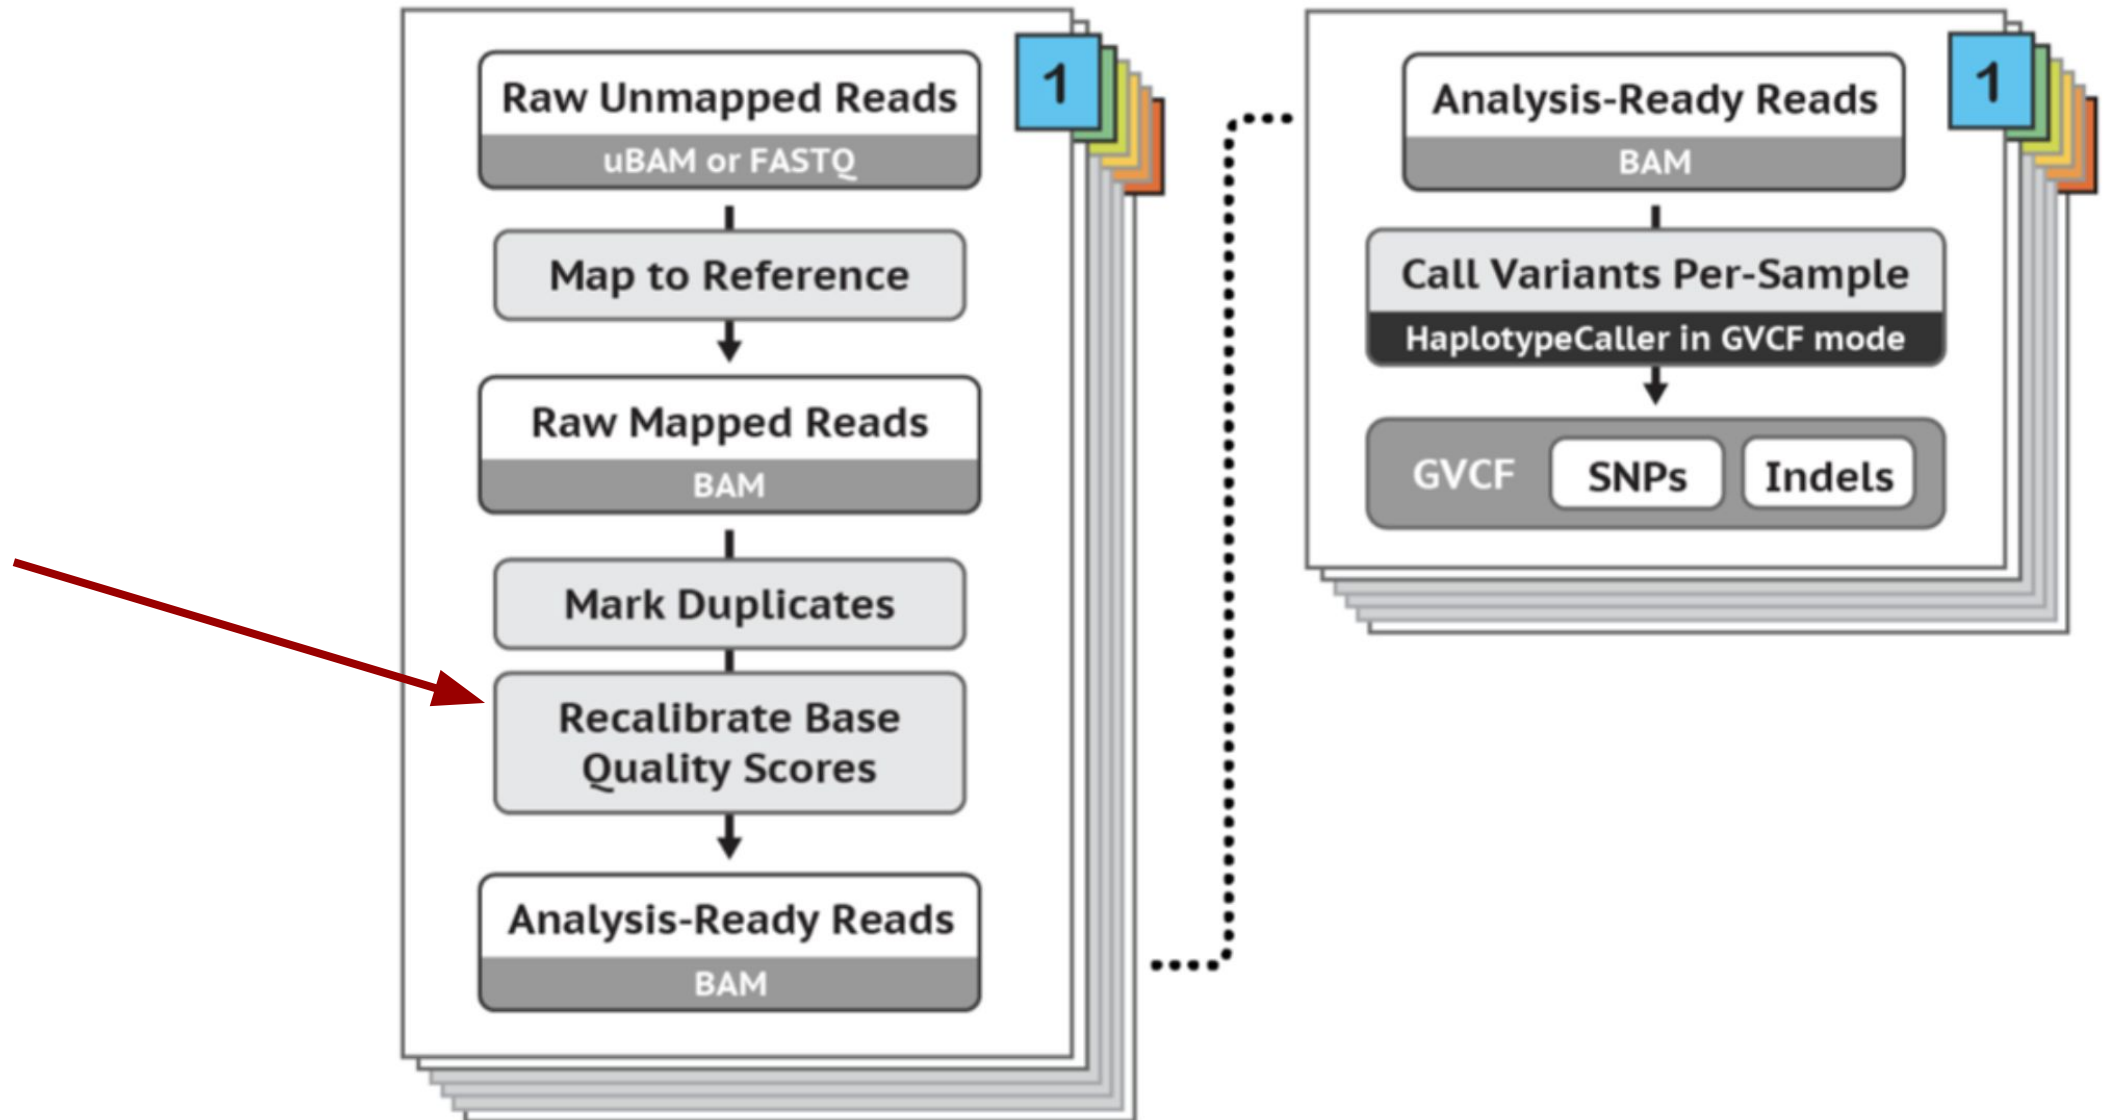 Raw Unmapped Reads
uBAM or FASTQ
1
Map to Reference
Raw Mapped Reads
BAM
Mark Duplicates
Recalibrate Base
Quality Scores
Analysis-Ready Reads
BAM
Analysis-Ready Reads
BAM
1
Call Variants Per-Sample
HaplotypeCaller in GVCF mode
GVCF SNPs Indels